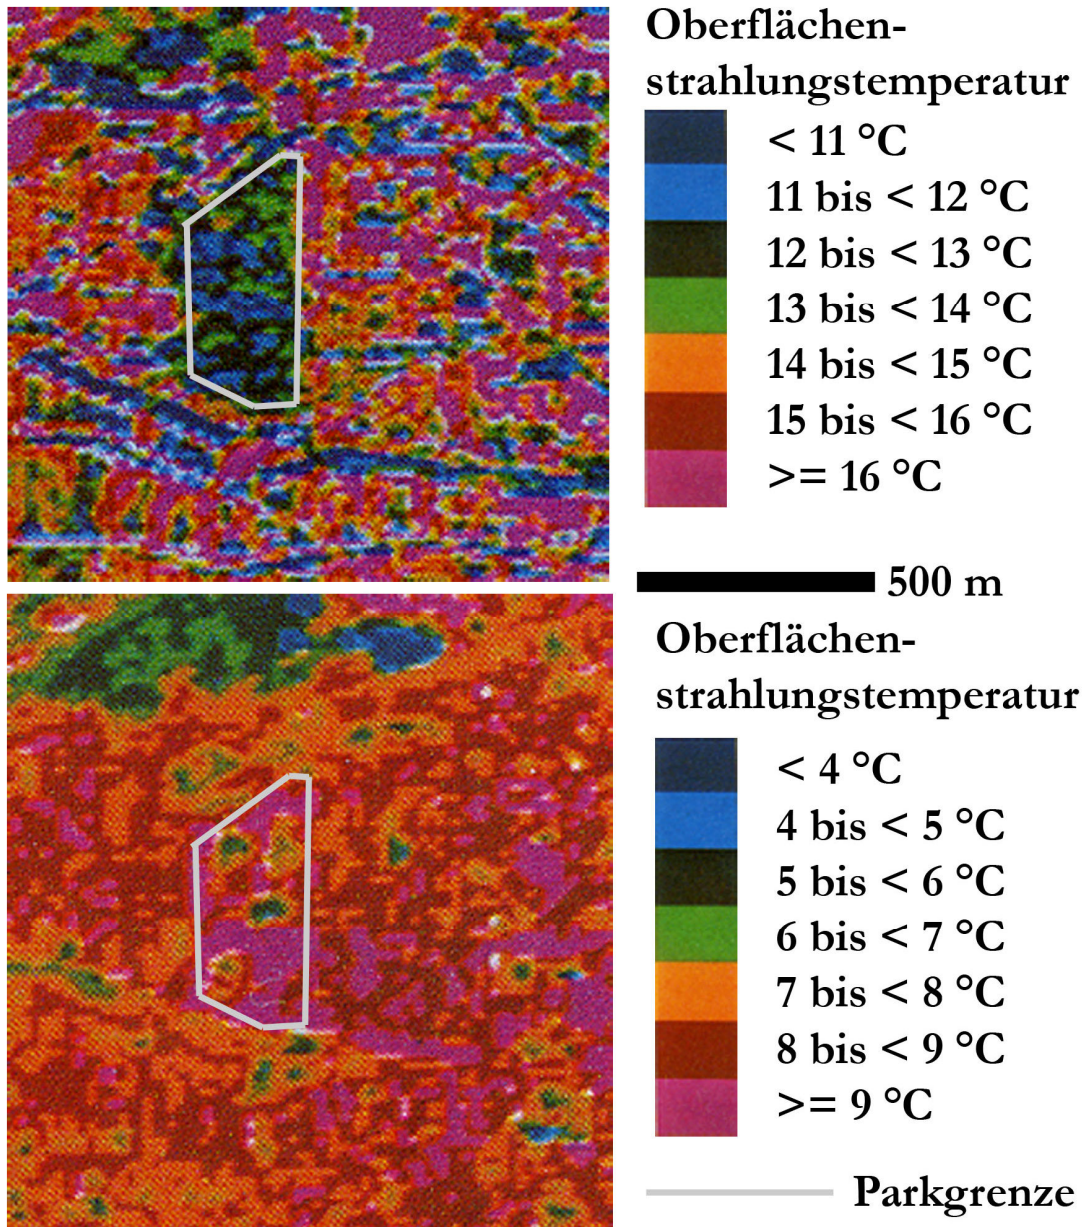 Oberflächen-
strahlungstemperatur
< 11 °C
11 bis < 12 °C
12 bis < 13 °C
13 bis < 14 °C
14 bis < 15 °C
15 bis < 16 °C
>= 16 °C
500 m
Oberflächen-
strahlungstemperatur
< 4 °C
4 bis < 5 °C
5 bis < 6 °C
6 bis < 7 °C
7 bis < 8 °C
8 bis < 9 °C
>= 9 °C
Parkgrenze